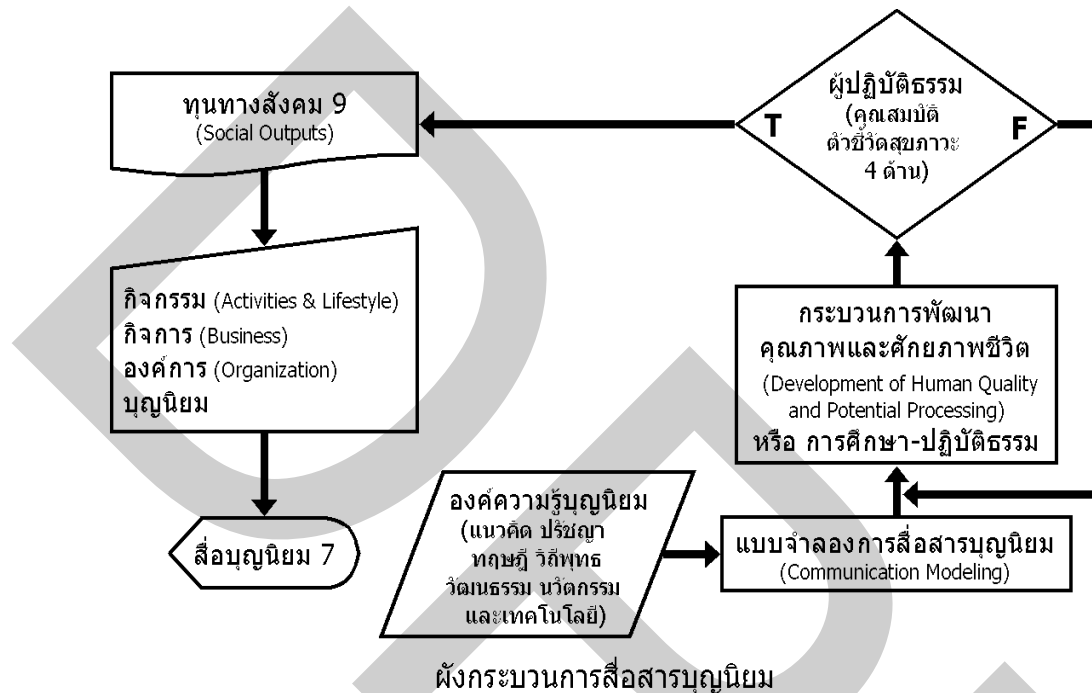 ทุนทางสังคม 9
(Social Outputs)
กิจกรรม (Activities & Lifestyle)
กิจการ (Business)
องค์การ (Organization)
บุญนิยม
สื่อบุญนิยม 7
ผู้ปฏิบัติธรรม
(คุณสมบัติ
ตัวชี้วัดสุขภาวะ
4 ด้าน)
T
F
กระบวนการพัฒนา
คุณภาพและศักยภาพชีวิต
(Development of Human Quality
and Potential Processing)
หรือ การศึกษา-ปฏิบัติธรรม
องค์ความรู้บุญนิยม
(แนวคิด ปรัชญา
ทฤษฎี วิถีพุทธ
วัฒนธรรม นวัตกรรม
และเทคโนโลยี)
แบบจำลองการสื่อสารบุญนิยม
(Communication Modeling)
ผังกระบวนการสื่อสารบุญนิยม